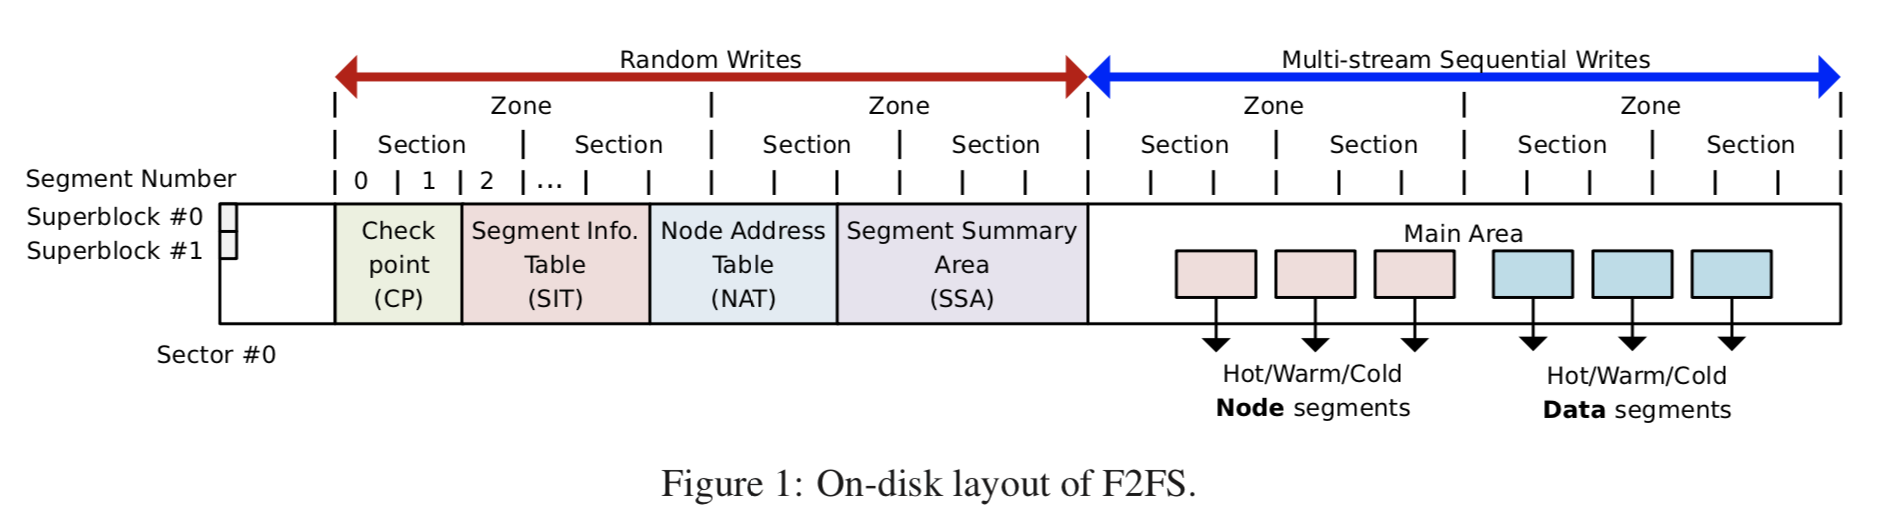 Random Writes
Multi-stream Sequential Writes
Zone
Zone
Zone
Zone
Section
Section
Section
Section
Section
Section
Section
Section
Segment Number
0
1
2
...
Superblock #0
Superblock #1
Check
point
(CP)
Segment Info.
Table
(SIT)
Node Address
Table
(NAT)
Segment Summary
Area
(SSA)
Main Area
Sector #0
Hot/Warm/Cold
Node segments
Hot/Warm/Cold
Data segments
Figure 1: On-disk layout of F2FS.